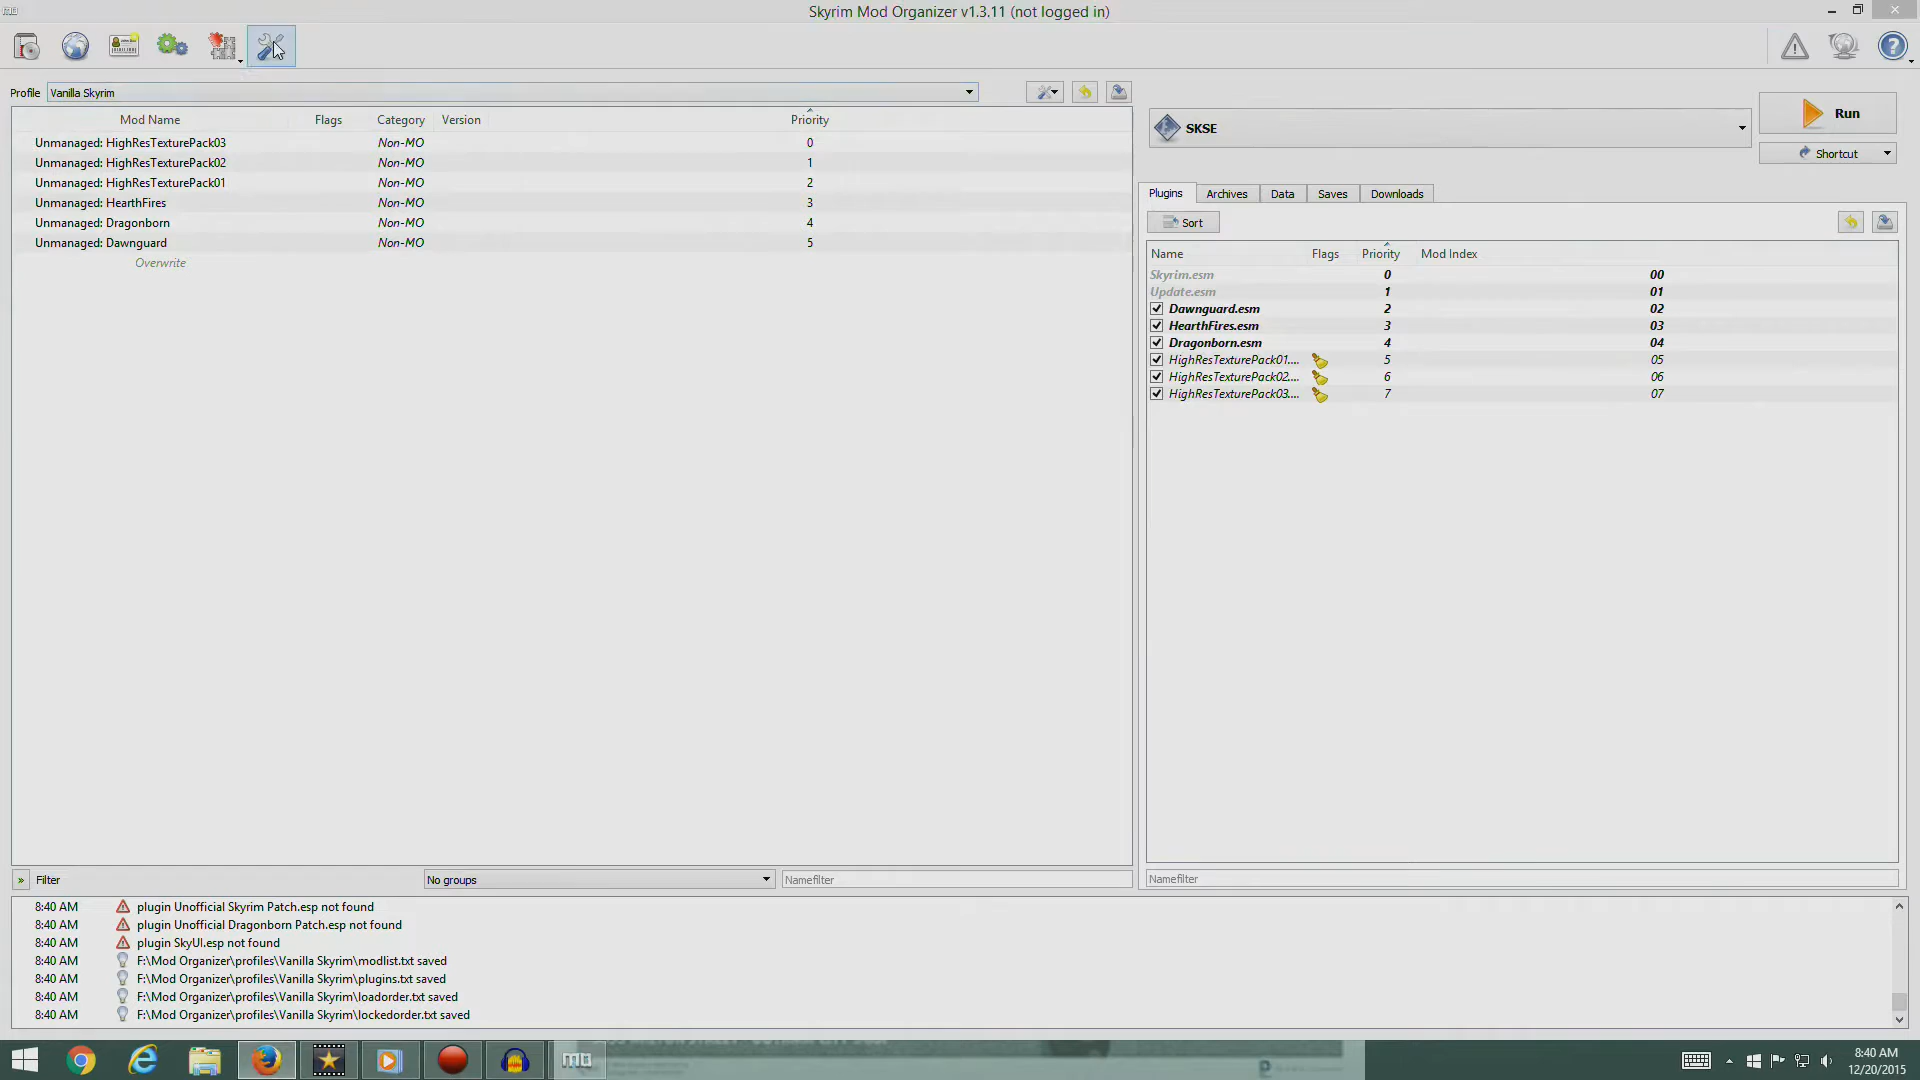 Skyrim Mod Organizer v1.3.11 (not logged in)
Profile Vanilla Skyrim
Mod Name Flags Category Version Priority
Unmanaged: HighResTexturePack03 Non-MO 0
Unmanaged: HighResTexturePack02 Non-MO 1
Unmanaged: HighResTexturePack01 Non-MO 2
Unmanaged: HearthFires Non-MO 3
Unmanaged: Dragonborn Non-MO 4
Unmanaged: Dawnguard Non-MO 5
Overwrite
SKSE
Run
Shortcut
Plugins Archives Data Saves Downloads
Sort
Name Flags Priority Mod Index
Skyrim.esm 0 00
Update.esm 1 01
Dawnguard.esm 2 02
HearthFires.esm 3 03
Dragonborn.esm 4 04
HighResTexturePack01.... 5 05
HighResTexturePack02.... 6 06
HighResTexturePack03.... 7 07
» Filter No groups Namefilter
Namefilter
8:40 AM plugin Unofficial Skyrim Patch.esp not found
8:40 AM plugin Unofficial Dragonborn Patch.esp not found
8:40 AM plugin SkyUI.esp not found
8:40 AM F:\Mod Organizer\profiles\Vanilla Skyrim\modlist.txt saved
8:40 AM F:\Mod Organizer\profiles\Vanilla Skyrim\plugins.txt saved
8:40 AM F:\Mod Organizer\profiles\Vanilla Skyrim\loadorder.txt saved
8:40 AM F:\Mod Organizer\profiles\Vanilla Skyrim\lockedorder.txt saved
8:40 AM
12/20/2015